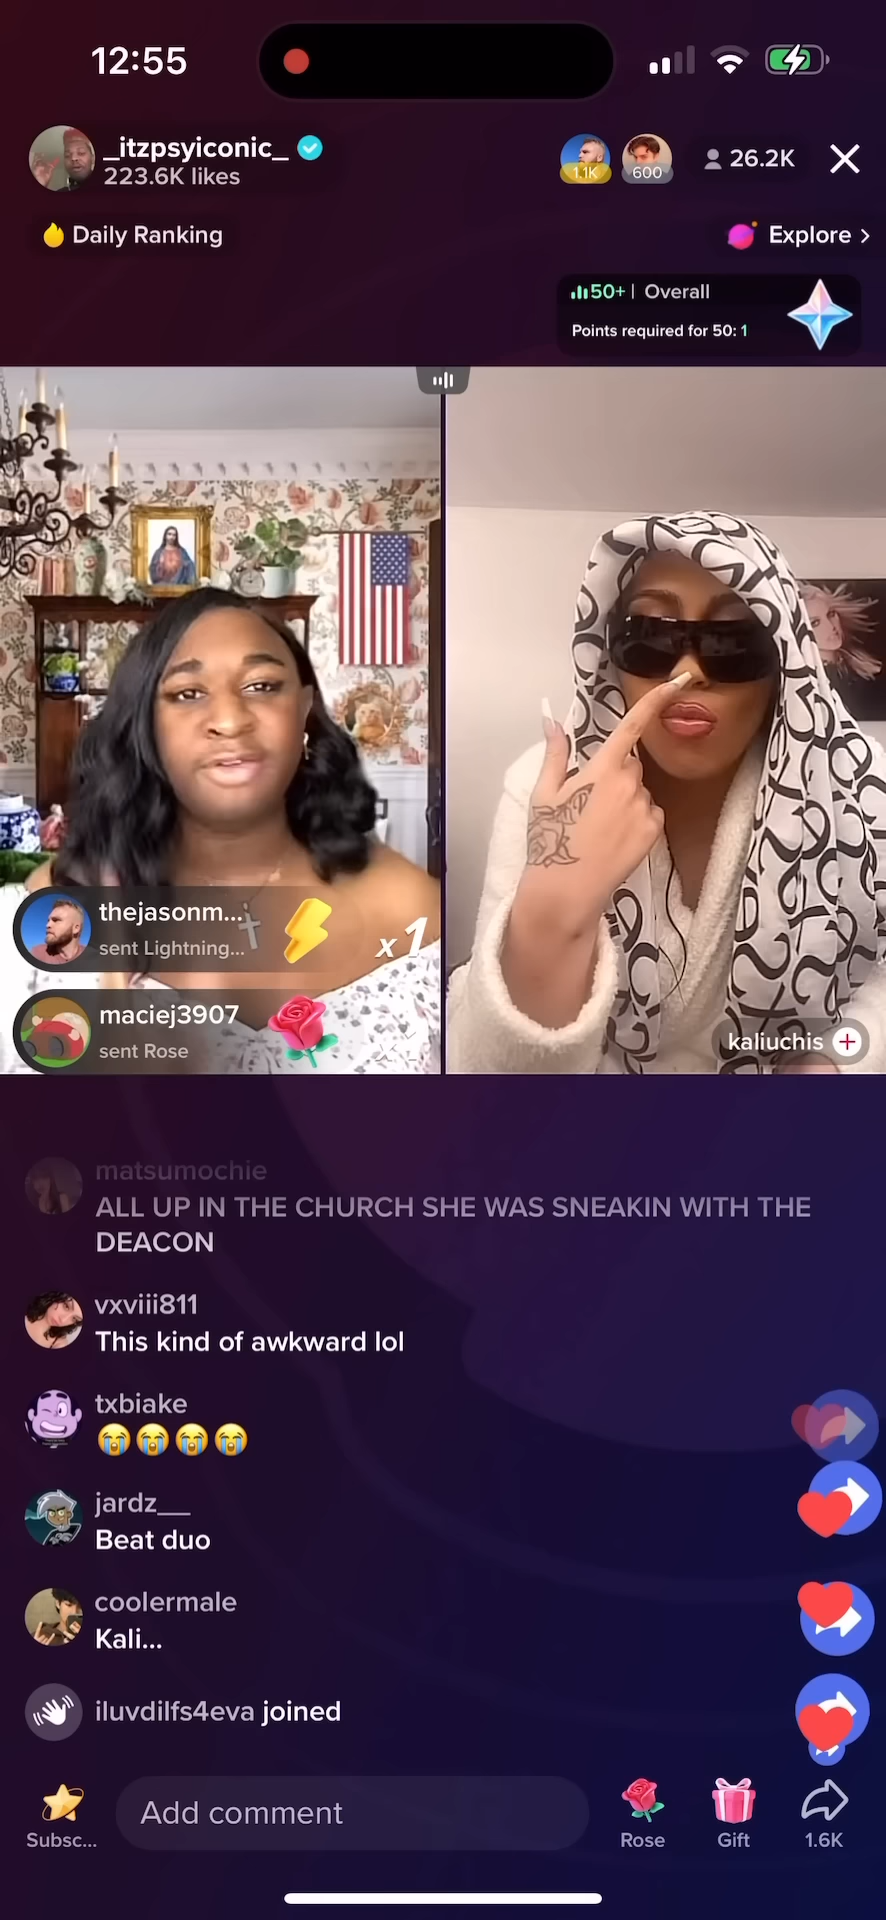 12:55
_itzpsyiconic_
223.6K likes
1.1K
600
26.2K
Daily Ranking
Explore >
50+ | Overall
Points required for 50: 1
thejasonm...
sent Lightning...
x1
maciej3907
sent Rose
x1
kaliuchis
matsumochie
ALL UP IN THE CHURCH SHE WAS SNEAKIN WITH THE
DEACON
vxviii811
This kind of awkward lol
txbiake
😭😭😭😭
jardz__
Beat duo
coolermale
Kali...
iluvdilfs4eva joined
Subsc...
Add comment
Rose
Gift
1.6K